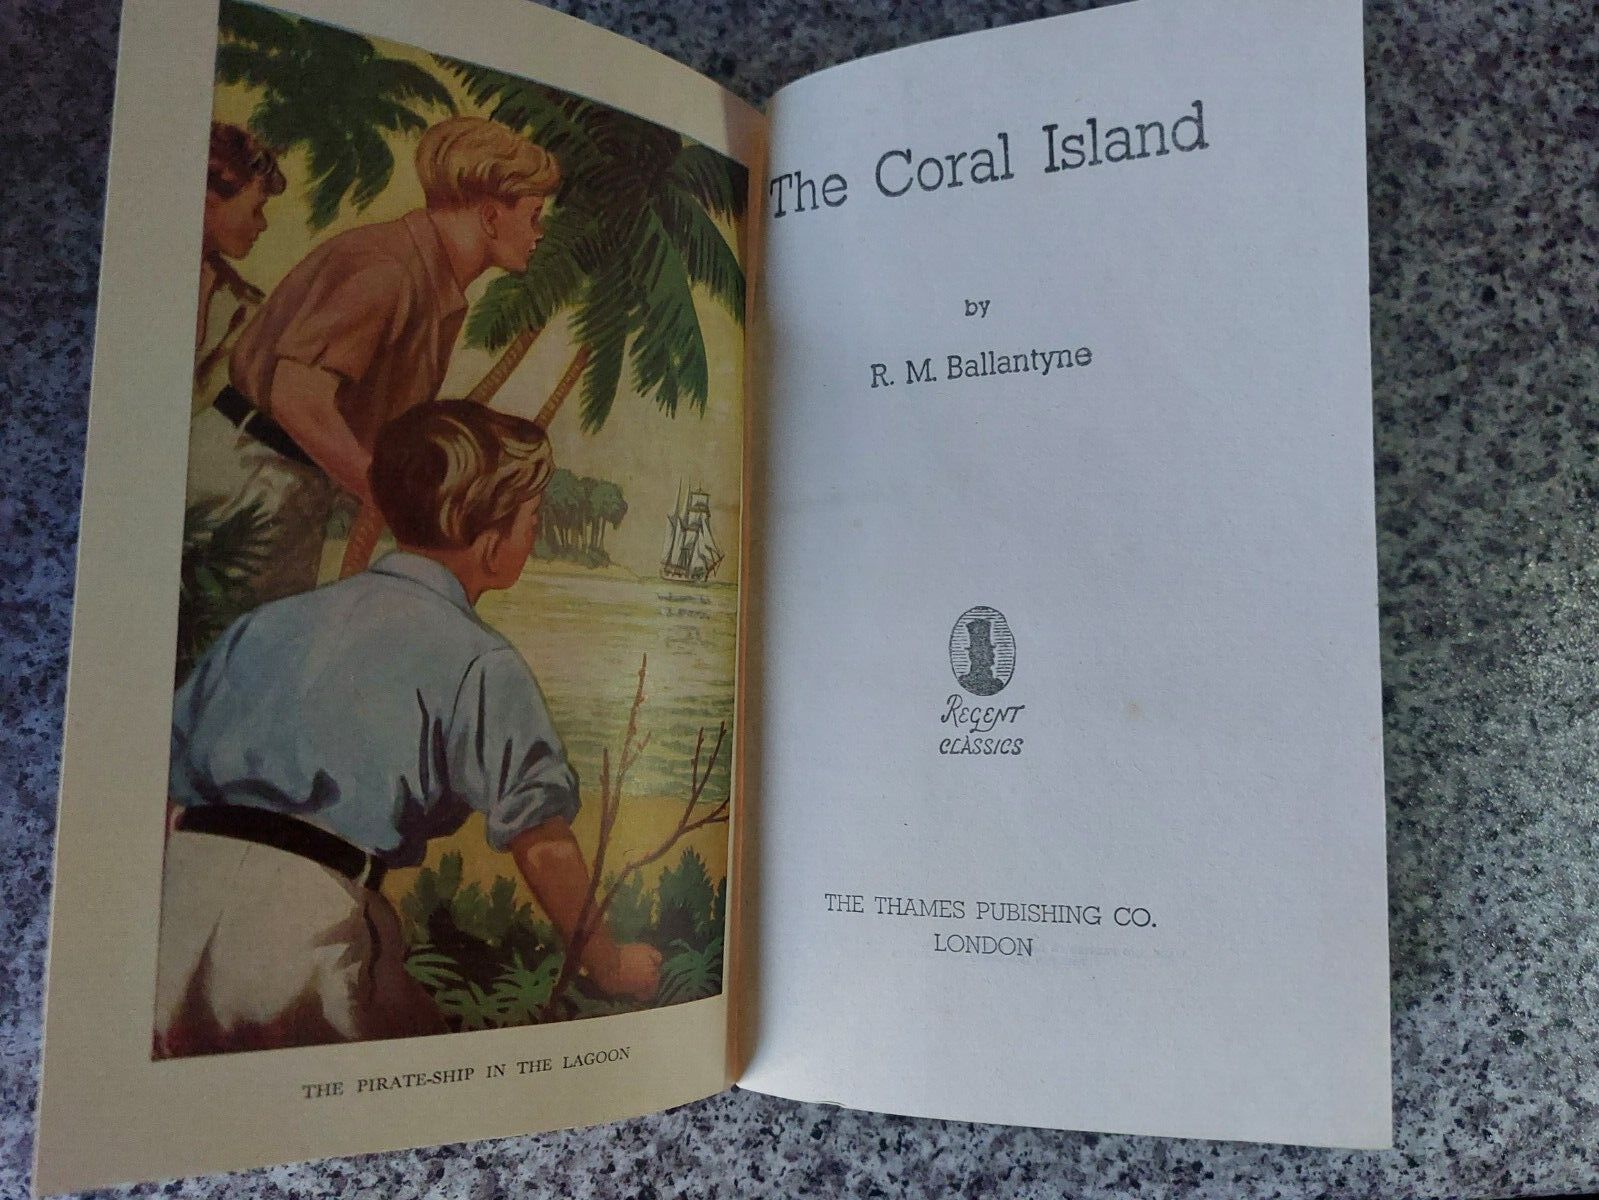 THE PIRATE-SHIP IN THE LAGOON
The Coral Island
by
R. M. Ballantyne
REGENT
CLASSICS
THE THAMES PUBISHING CO.
LONDON